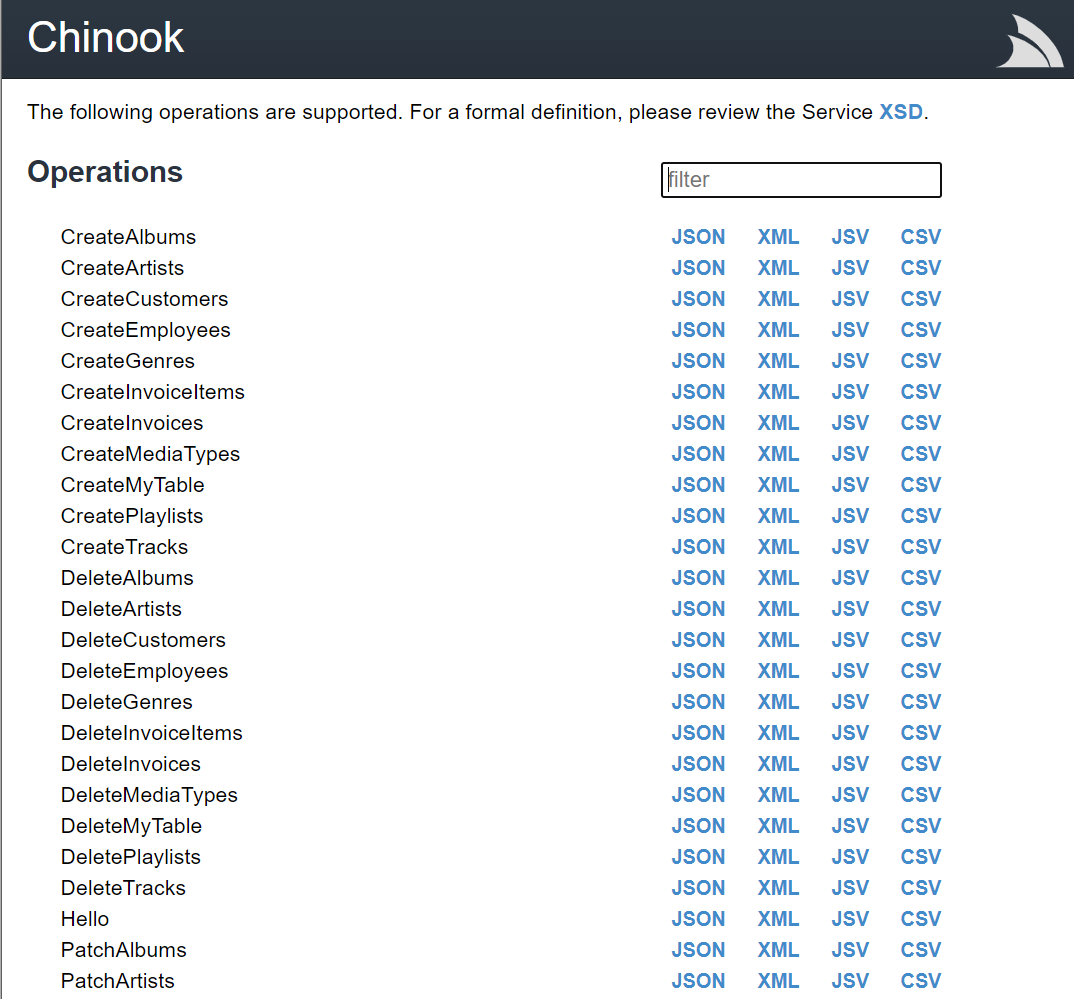 Chinook
The following operations are supported. For a formal definition, please review the Service XSD.
Operations
filter
CreateAlbums JSON XML JSV CSV
CreateArtists JSON XML JSV CSV
CreateCustomers JSON XML JSV CSV
CreateEmployees JSON XML JSV CSV
CreateGenres JSON XML JSV CSV
CreateInvoiceItems JSON XML JSV CSV
CreateInvoices JSON XML JSV CSV
CreateMediaTypes JSON XML JSV CSV
CreateMyTable JSON XML JSV CSV
CreatePlaylists JSON XML JSV CSV
CreateTracks JSON XML JSV CSV
DeleteAlbums JSON XML JSV CSV
DeleteArtists JSON XML JSV CSV
DeleteCustomers JSON XML JSV CSV
DeleteEmployees JSON XML JSV CSV
DeleteGenres JSON XML JSV CSV
DeleteInvoiceItems JSON XML JSV CSV
DeleteInvoices JSON XML JSV CSV
DeleteMediaTypes JSON XML JSV CSV
DeleteMyTable JSON XML JSV CSV
DeletePlaylists JSON XML JSV CSV
DeleteTracks JSON XML JSV CSV
Hello JSON XML JSV CSV
PatchAlbums JSON XML JSV CSV
PatchArtists JSON XML JSV CSV